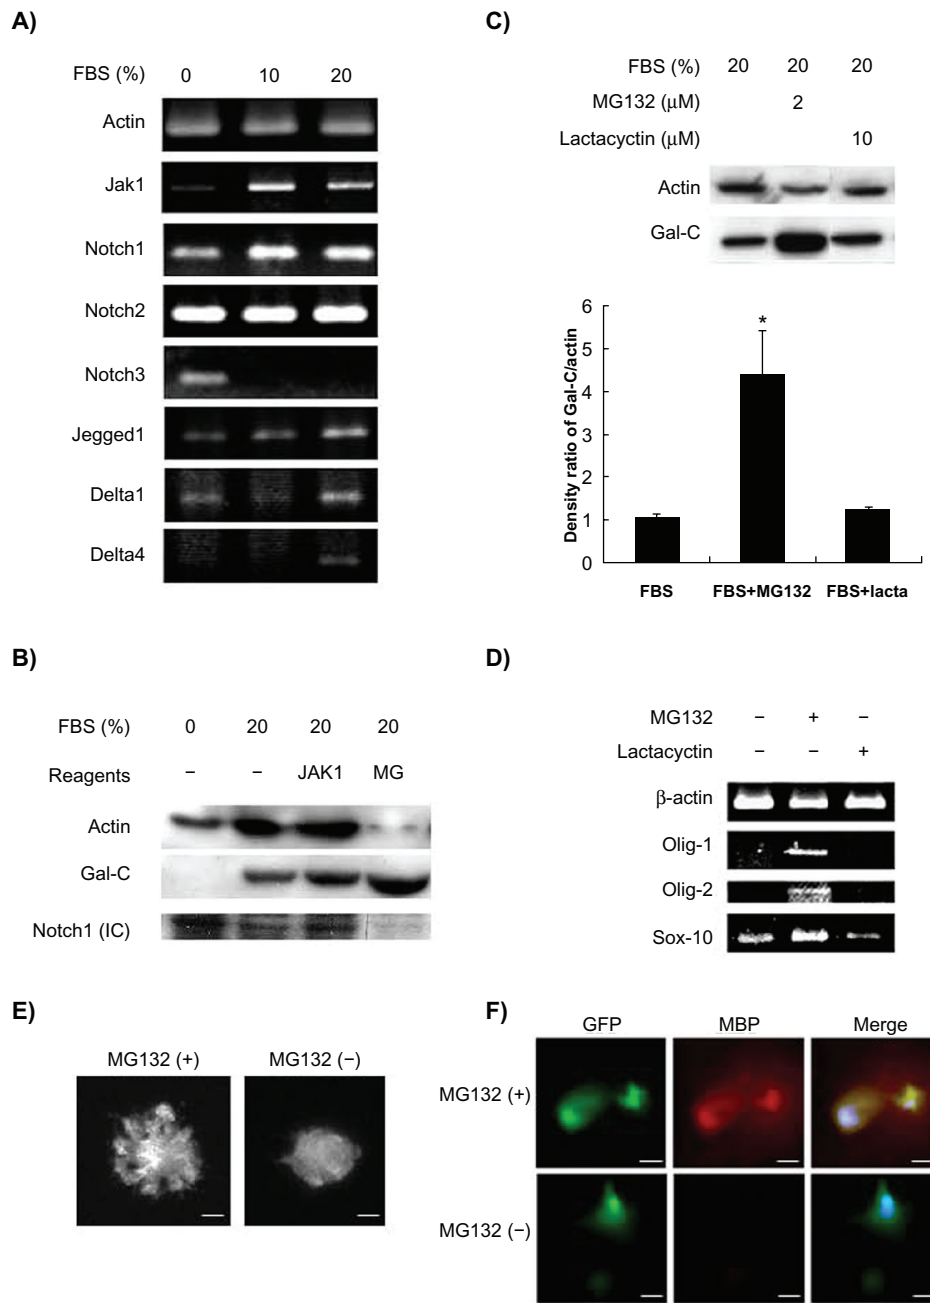 A)
FBS (%) 0 10 20
Actin
Jak1
Notch1
Notch2
Notch3
Jegged1
Delta1
Delta4
B)
FBS (%) 0 20 20 20
Reagents − − JAK1 MG
Actin
Gal-C
Notch1 (IC)
C)
FBS (%) 20 20 20
MG132 (μM) 2
Lactacyctin (μM) 10
Actin
Gal-C
Density ratio of Gal-C/actin
6
5
4
3
2
1
0
*
FBS FBS+MG132 FBS+lacta
D)
MG132 − + −
Lactacyctin − − +
β-actin
Olig-1
Olig-2
Sox-10
E)
MG132 (+) MG132 (−)
F)
GFP MBP Merge
MG132 (+)
MG132 (−)